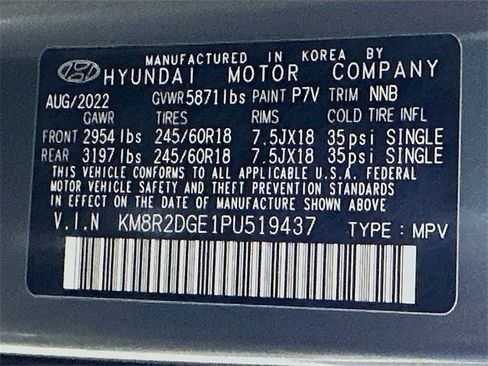 MANUFACTURED IN KOREA BY
HYUNDAI MOTOR COMPANY
AUG/2022 GVWR 5871lbs PAINT P7V TRIM NNB
GAWR TIRES RIMS COLD TIRE INFL
FRONT 2954lbs 245/60R18 7.5JX18 35psi SINGLE
REAR 3197lbs 245/60R18 7.5JX18 35psi SINGLE
THIS VEHICLE CONFORMS TO ALL APPLICABLE U.S.A. FEDERAL
MOTOR VEHICLE SAFETY AND THEFT PREVENTION STANDARDS
IN EFFECT ON THE DATE OF MANUFACTURE SHOWN ABOVE.
V.I.N KM8R2DGE1PU519437 TYPE : MPV